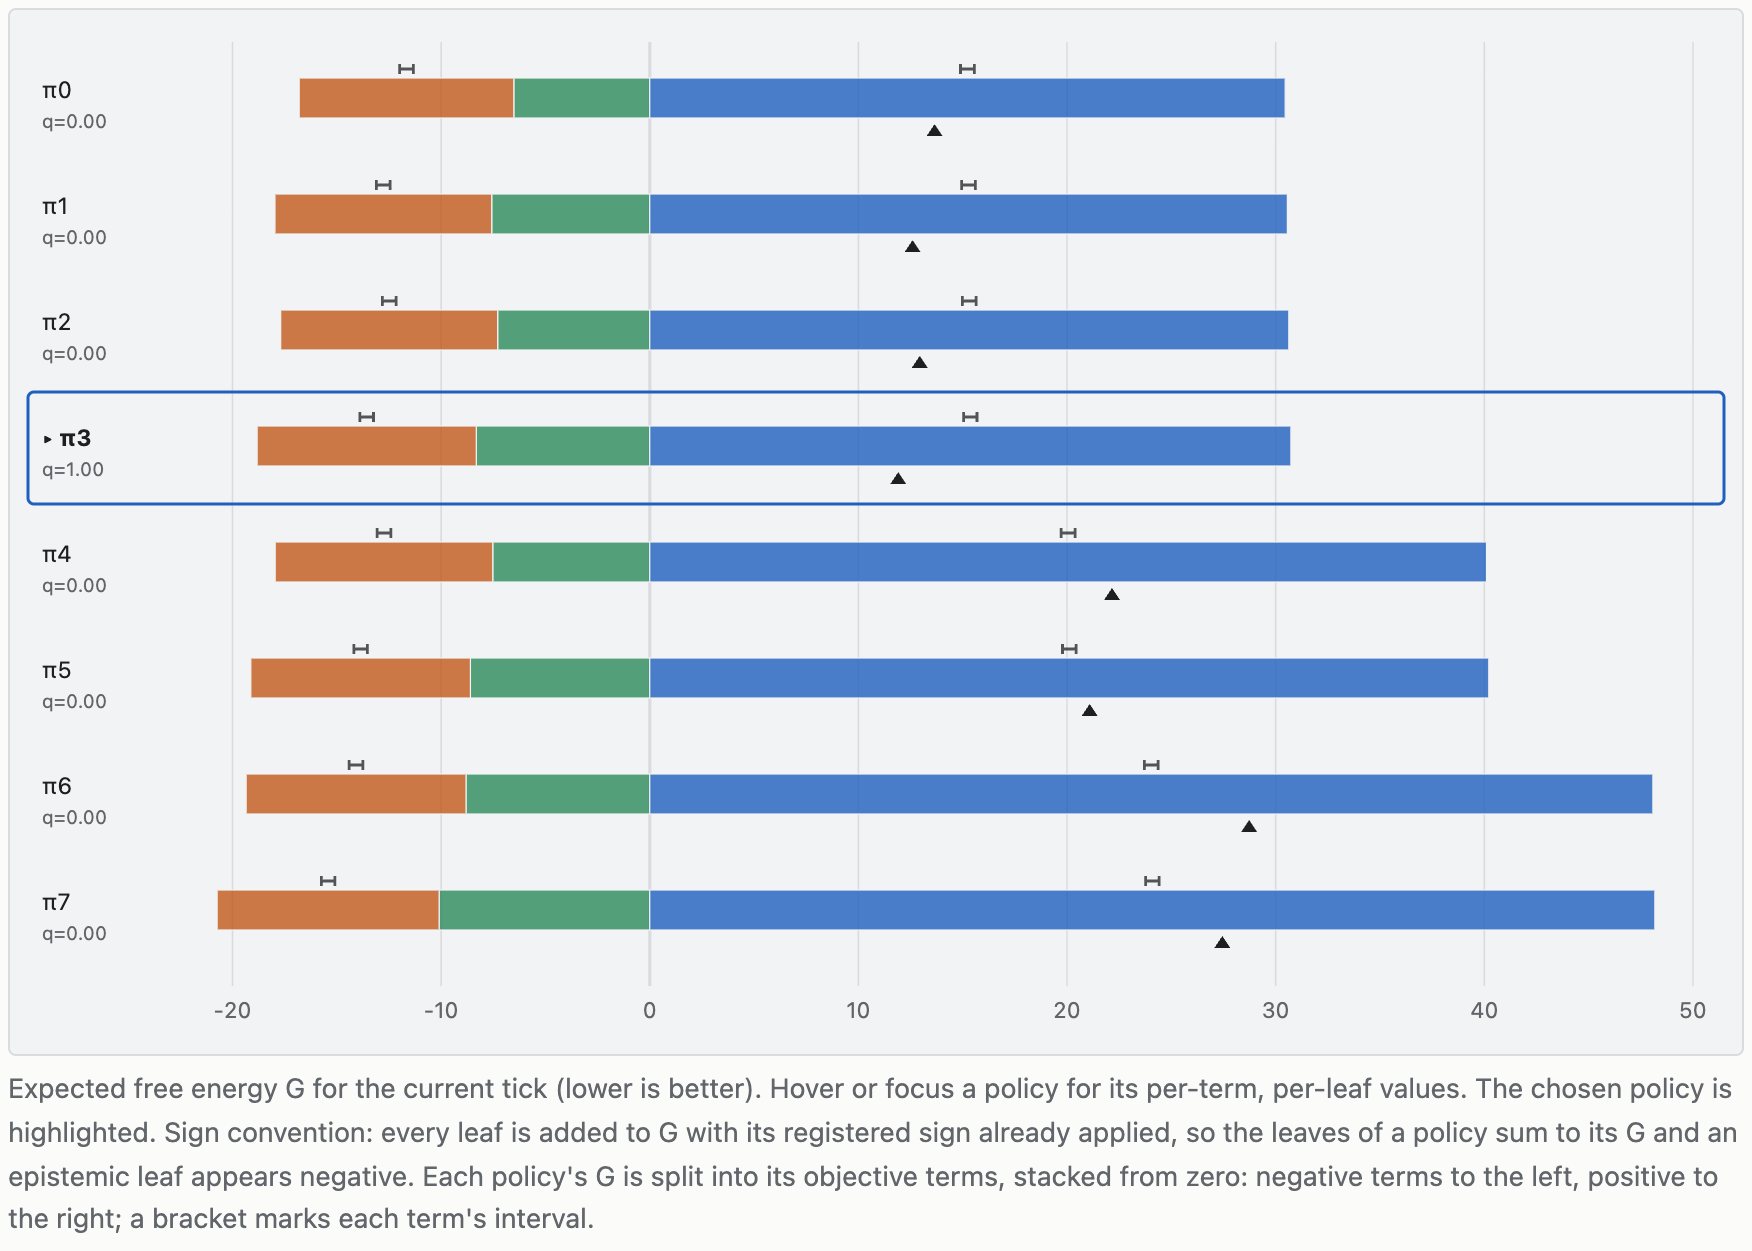 π0
q=0.00
π1
q=0.00
π2
q=0.00
▸ π3
q=1.00
π4
q=0.00
π5
q=0.00
π6
q=0.00
π7
q=0.00
-20 -10 0 10 20 30 40 50
Expected free energy G for the current tick (lower is better). Hover or focus a policy for its per-term, per-leaf values. The chosen policy is
highlighted. Sign convention: every leaf is added to G with its registered sign already applied, so the leaves of a policy sum to its G and an
epistemic leaf appears negative. Each policy's G is split into its objective terms, stacked from zero: negative terms to the left, positive to
the right; a bracket marks each term's interval.